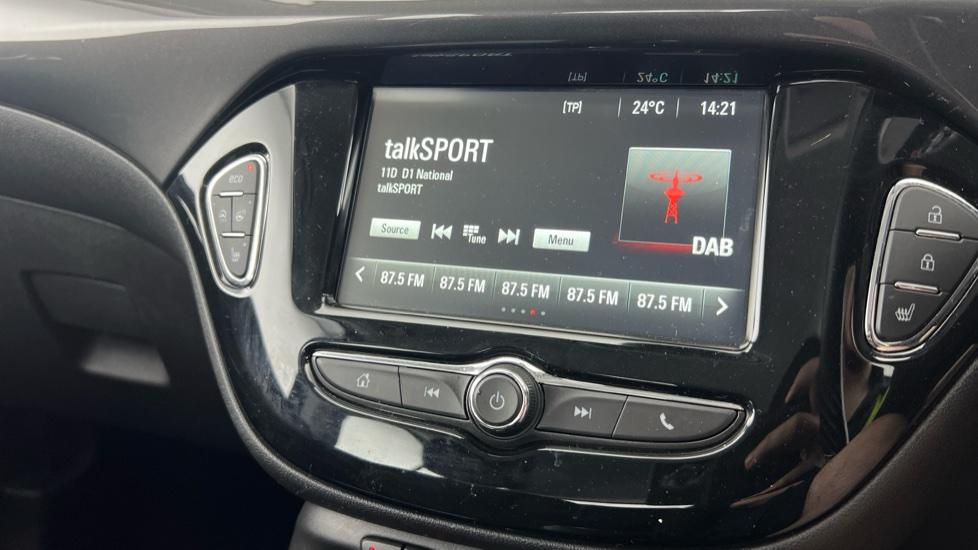 [TP] 24°C 14:21
talkSPORT
11D D1 National
talkSPORT
Source Tune Menu
DAB
87.5 FM 87.5 FM 87.5 FM 87.5 FM 87.5 FM
eco